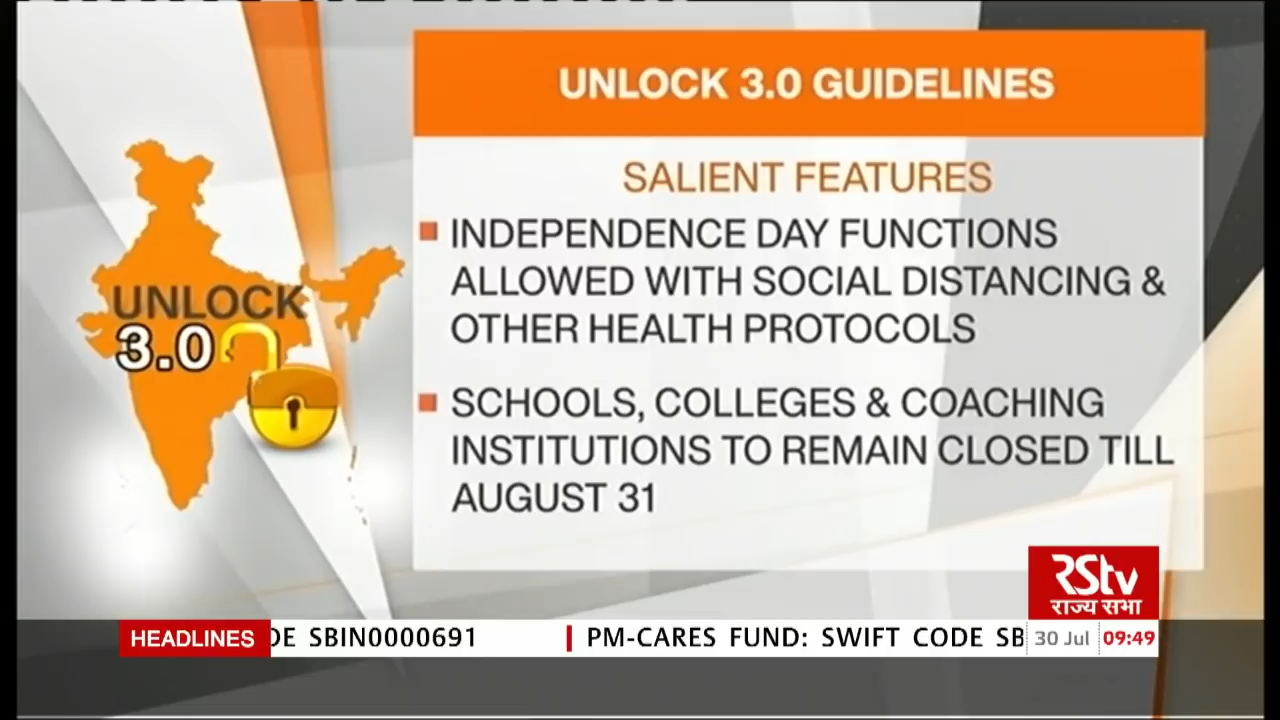 UNLOCK 3.0 GUIDELINES
SALIENT FEATURES
INDEPENDENCE DAY FUNCTIONS
ALLOWED WITH SOCIAL DISTANCING &
OTHER HEALTH PROTOCOLS
SCHOOLS, COLLEGES & COACHING
INSTITUTIONS TO REMAIN CLOSED TILL
AUGUST 31
UNLOCK
3.0
RStv
राज्य सभा
HEADLINES DE SBIN0000691 | PM-CARES FUND: SWIFT CODE SB 30 Jul 09:49